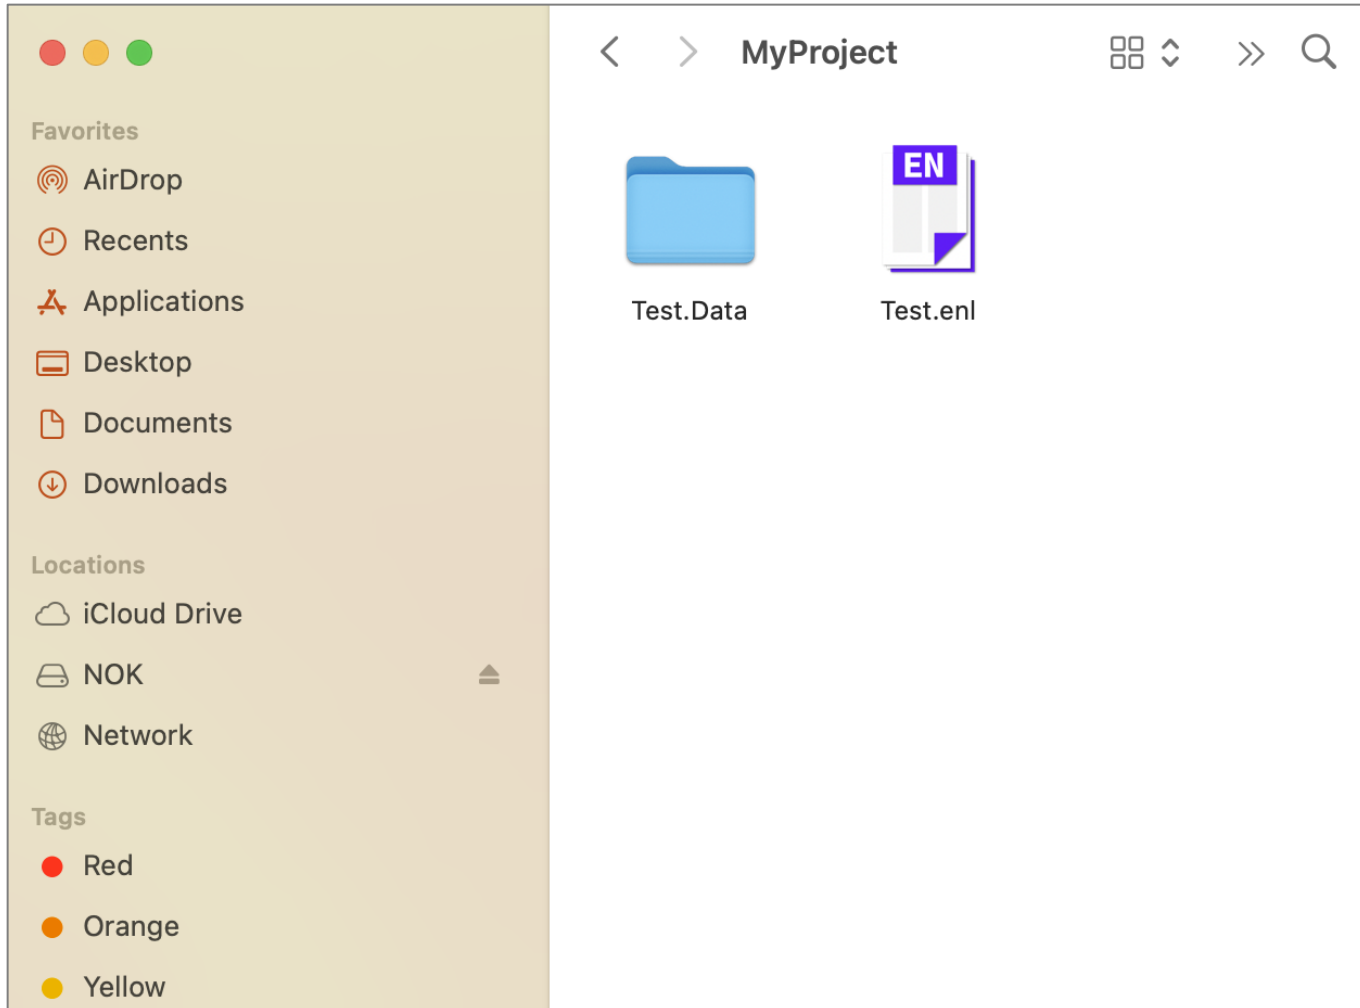 Favorites
AirDrop
Recents
Applications
Desktop
Documents
Downloads
Locations
iCloud Drive
NOK
Network
Tags
Red
Orange
Yellow
MyProject
EN
Test.Data
Test.enl